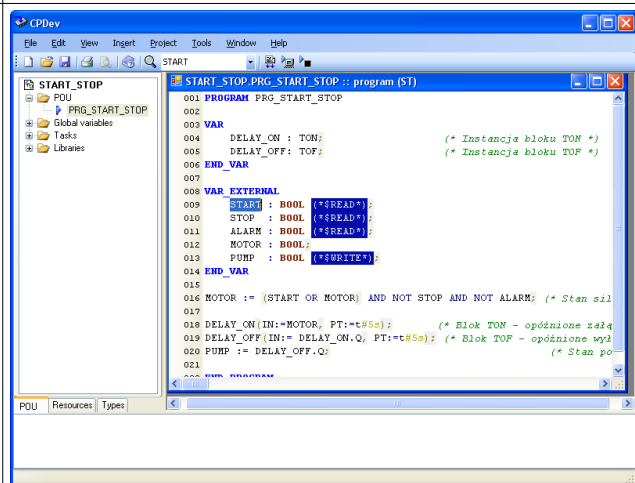 CPDev
File Edit View Insert Project Tools Window Help
START
START_STOP
POU
PRG_START_STOP
Global variables
Tasks
Libraries
START_STOP.PRG_START_STOP :: program (ST)
001 PROGRAM PRG_START_STOP
002
003 VAR
004 DELAY_ON : TON; (* Instancja bloku TON *)
005 DELAY_OFF: TOF; (* Instancja bloku TOF *)
006 END_VAR
007
008 VAR_EXTERNAL
009 START : BOOL (*$READ*);
010 STOP : BOOL (*$READ*);
011 ALARM : BOOL (*$READ*);
012 MOTOR : BOOL;
013 PUMP : BOOL (*$WRITE*);
014 END_VAR
015
016 MOTOR := (START OR MOTOR) AND NOT STOP AND NOT ALARM; (* Stan sil
017
018 DELAY_ON(IN:=MOTOR, PT:=t#5s); (* Blok TON - opóźnione załą
019 DELAY_OFF(IN:= DELAY_ON.Q, PT:=t#5s); (* Blok TOF - opóźnione wył
020 PUMP := DELAY_OFF.Q; (* Stan po
021
END_PROGRAM
POU Resources Types